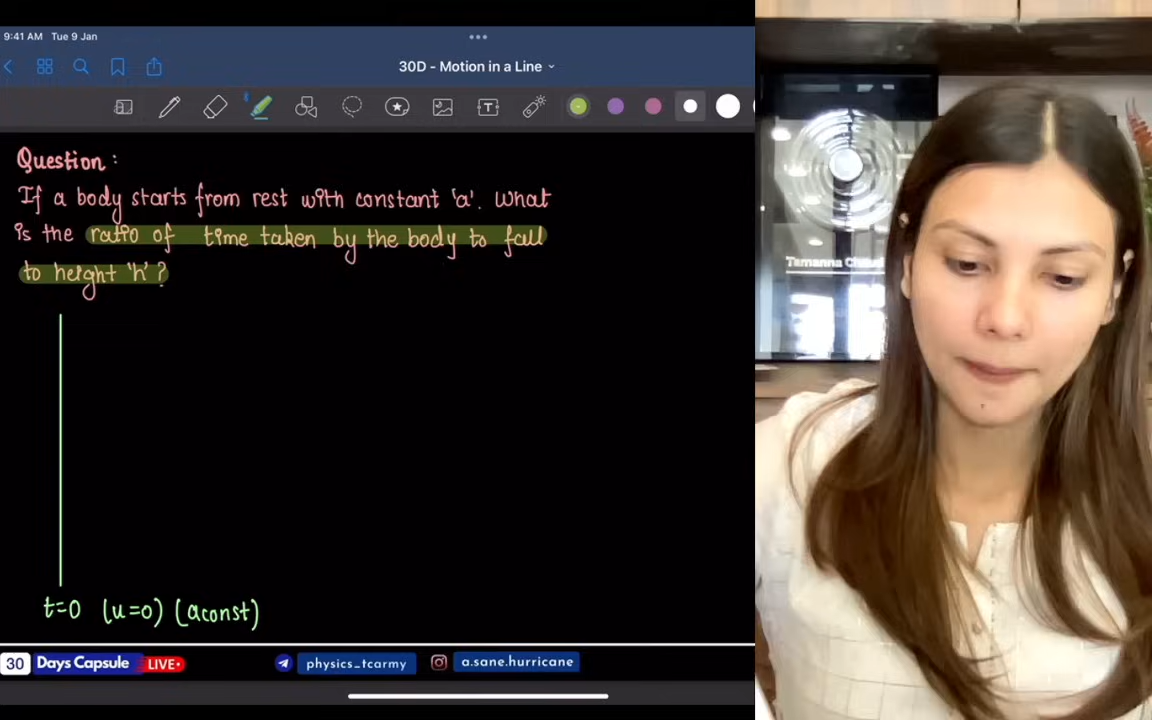 9:41 AM Tue 9 Jan
30D - Motion in a Line
Question :
If a body starts from rest with constant 'a'. What
is the ratio of time taken by the body to fall
to height 'h' ?
t=0 (u=0) (a const)
30 Days Capsule LIVE
physics_tcarmy
a.sane.hurricane